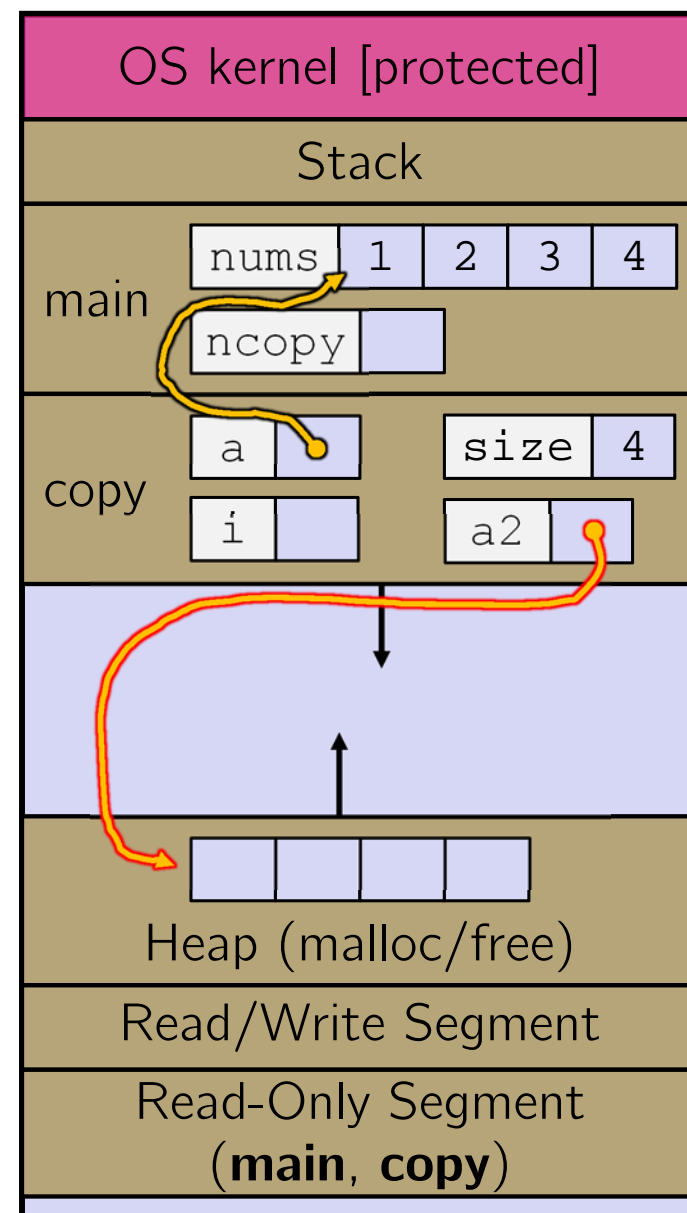 OS kernel [protected]
Stack
main
nums 1 2 3 4
ncopy
copy
a size 4
i a2
Heap (malloc/free)
Read/Write Segment
Read-Only Segment
(main, copy)